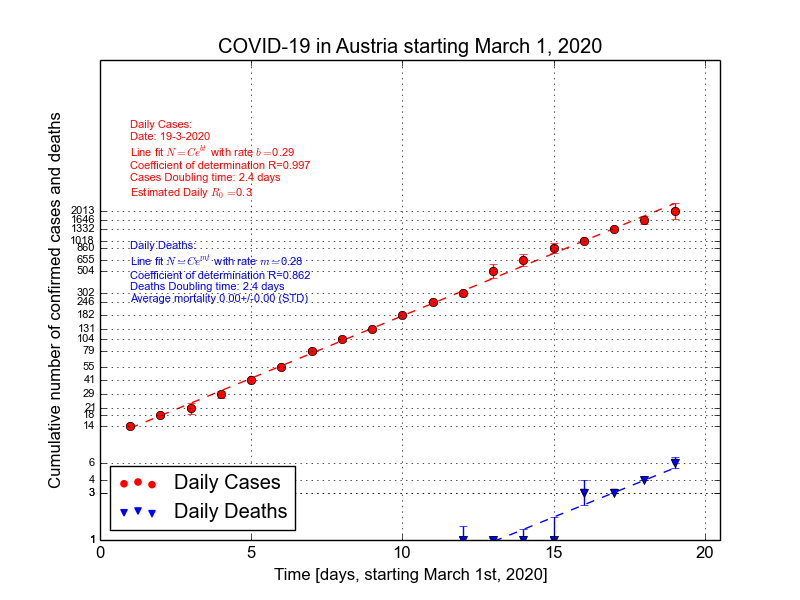 COVID-19 in Austria starting March 1, 2020
Cumulative number of confirmed cases and deaths
Daily Cases:
Date: 19-3-2020
Line fit N=Ce^{bt} with rate b=0.29
Coefficient of determination R=0.997
Cases Doubling time: 2.4 days
Estimated Daily R_0=0.3
Daily Deaths:
Line fit N=Ce^{mt} with rate m=0.28
Coefficient of determination R=0.862
Deaths Doubling time: 2.4 days
Average mortality 0.00+/-0.00 (STD)
2013
1646
1332
1018
860
655
504
302
246
182
131
104
79
55
41
29
21
18
14
6
4
3
1
Daily Cases
Daily Deaths
0 5 10 15 20
Time [days, starting March 1st, 2020]